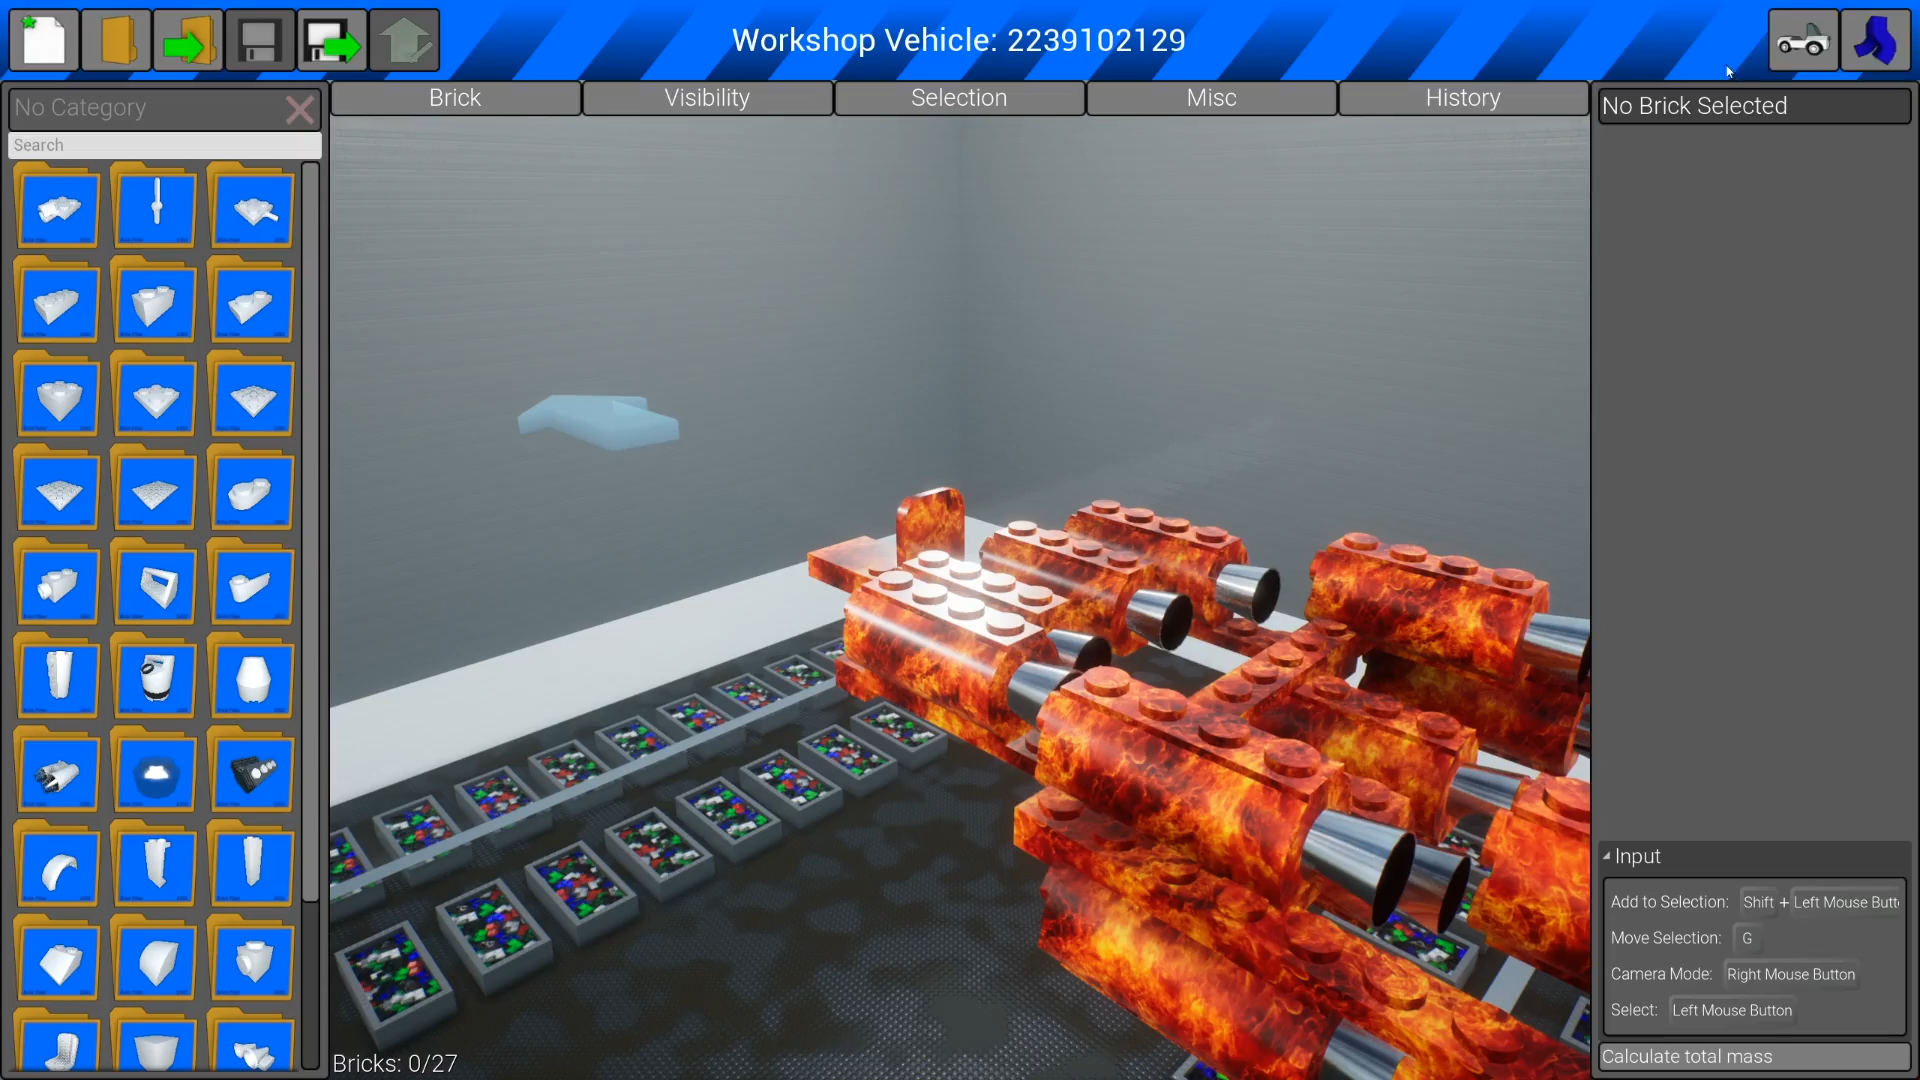 Workshop Vehicle: 2239102129
No Category
Search
Brick
Visibility
Selection
Misc
History
No Brick Selected
Input
Add to Selection: Shift + Left Mouse Butt
Move Selection: G
Camera Mode: Right Mouse Button
Select: Left Mouse Button
Calculate total mass
Bricks: 0/27